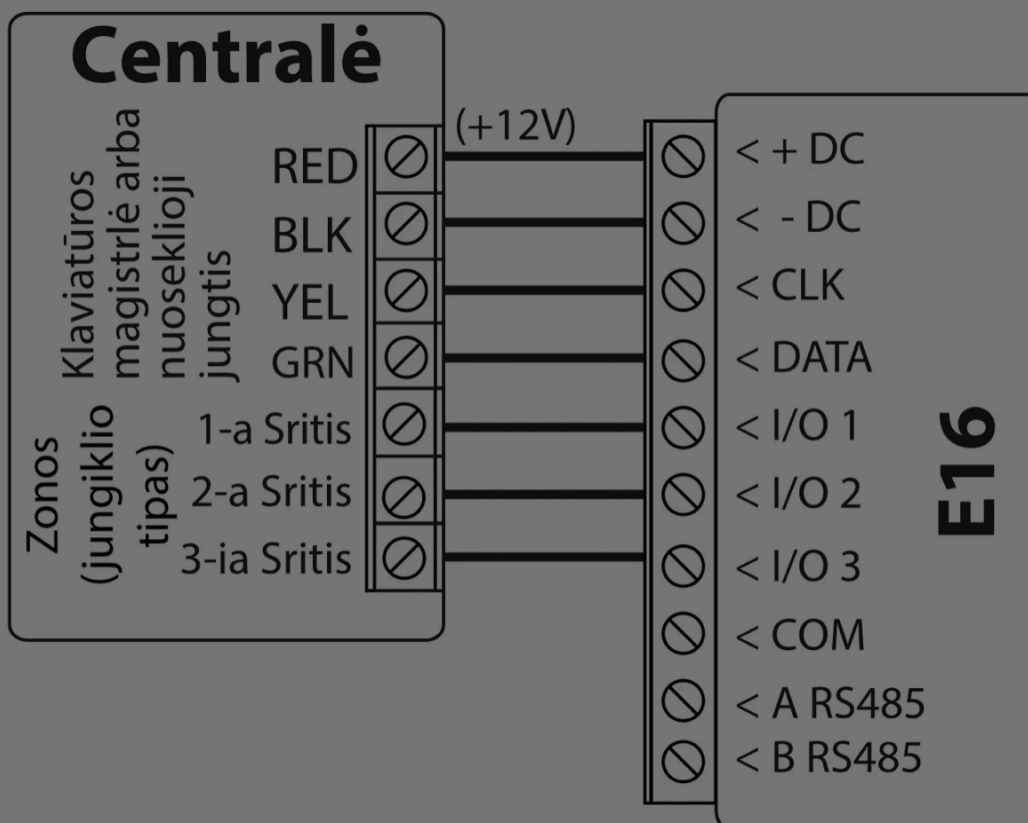 Centralė
Klaviatūros
magistrlė arba
nuoseklioji
jungtis
RED
BLK
YEL
GRN
Zonos
(jungiklio
tipas)
1-a Sritis
2-a Sritis
3-ia Sritis
(+12V)
< + DC
< - DC
< CLK
< DATA
< I/O 1
< I/O 2
< I/O 3
< COM
< A RS485
< B RS485
E16